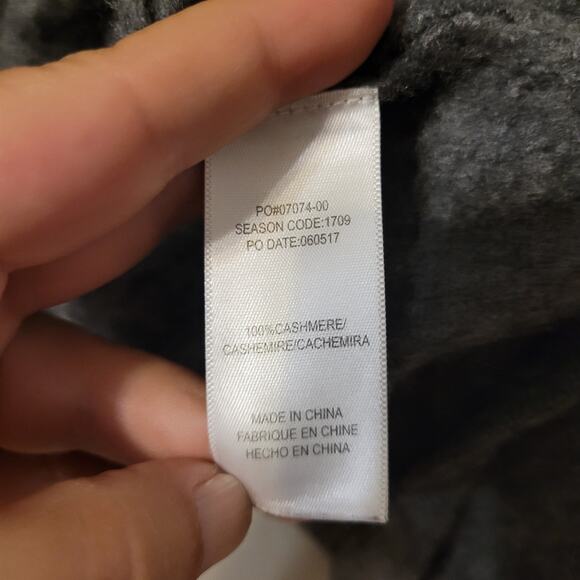 PO#07074-00
SEASON CODE:1709
PO DATE:060517
100%CASHMERE/
CASHEMIRE/CACHEMIRA
MADE IN CHINA
FABRIQUE EN CHINE
HECHO EN CHINA